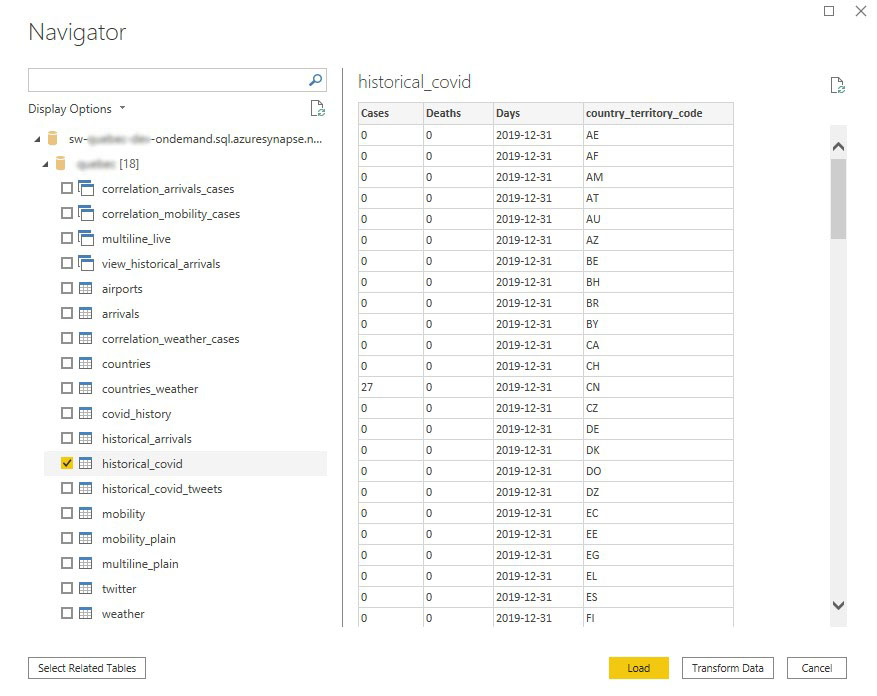 Navigator
Display Options
sw- -ondemand.sql.azuresynapse.n...
[18]
correlation_arrivals_cases
correlation_mobility_cases
multiline_live
view_historical_arrivals
airports
arrivals
correlation_weather_cases
countries
countries_weather
covid_history
historical_arrivals
historical_covid
historical_covid_tweets
mobility
mobility_plain
multiline_plain
twitter
weather
historical_covid
Cases Deaths Days country_territory_code
0 0 2019-12-31 AE
0 0 2019-12-31 AF
0 0 2019-12-31 AM
0 0 2019-12-31 AT
0 0 2019-12-31 AU
0 0 2019-12-31 AZ
0 0 2019-12-31 BE
0 0 2019-12-31 BH
0 0 2019-12-31 BR
0 0 2019-12-31 BY
0 0 2019-12-31 CA
0 0 2019-12-31 CH
27 0 2019-12-31 CN
0 0 2019-12-31 CZ
0 0 2019-12-31 DE
0 0 2019-12-31 DK
0 0 2019-12-31 DO
0 0 2019-12-31 DZ
0 0 2019-12-31 EC
0 0 2019-12-31 EE
0 0 2019-12-31 EG
0 0 2019-12-31 EL
0 0 2019-12-31 ES
0 0 2019-12-31 FI
Select Related Tables
Load
Transform Data
Cancel